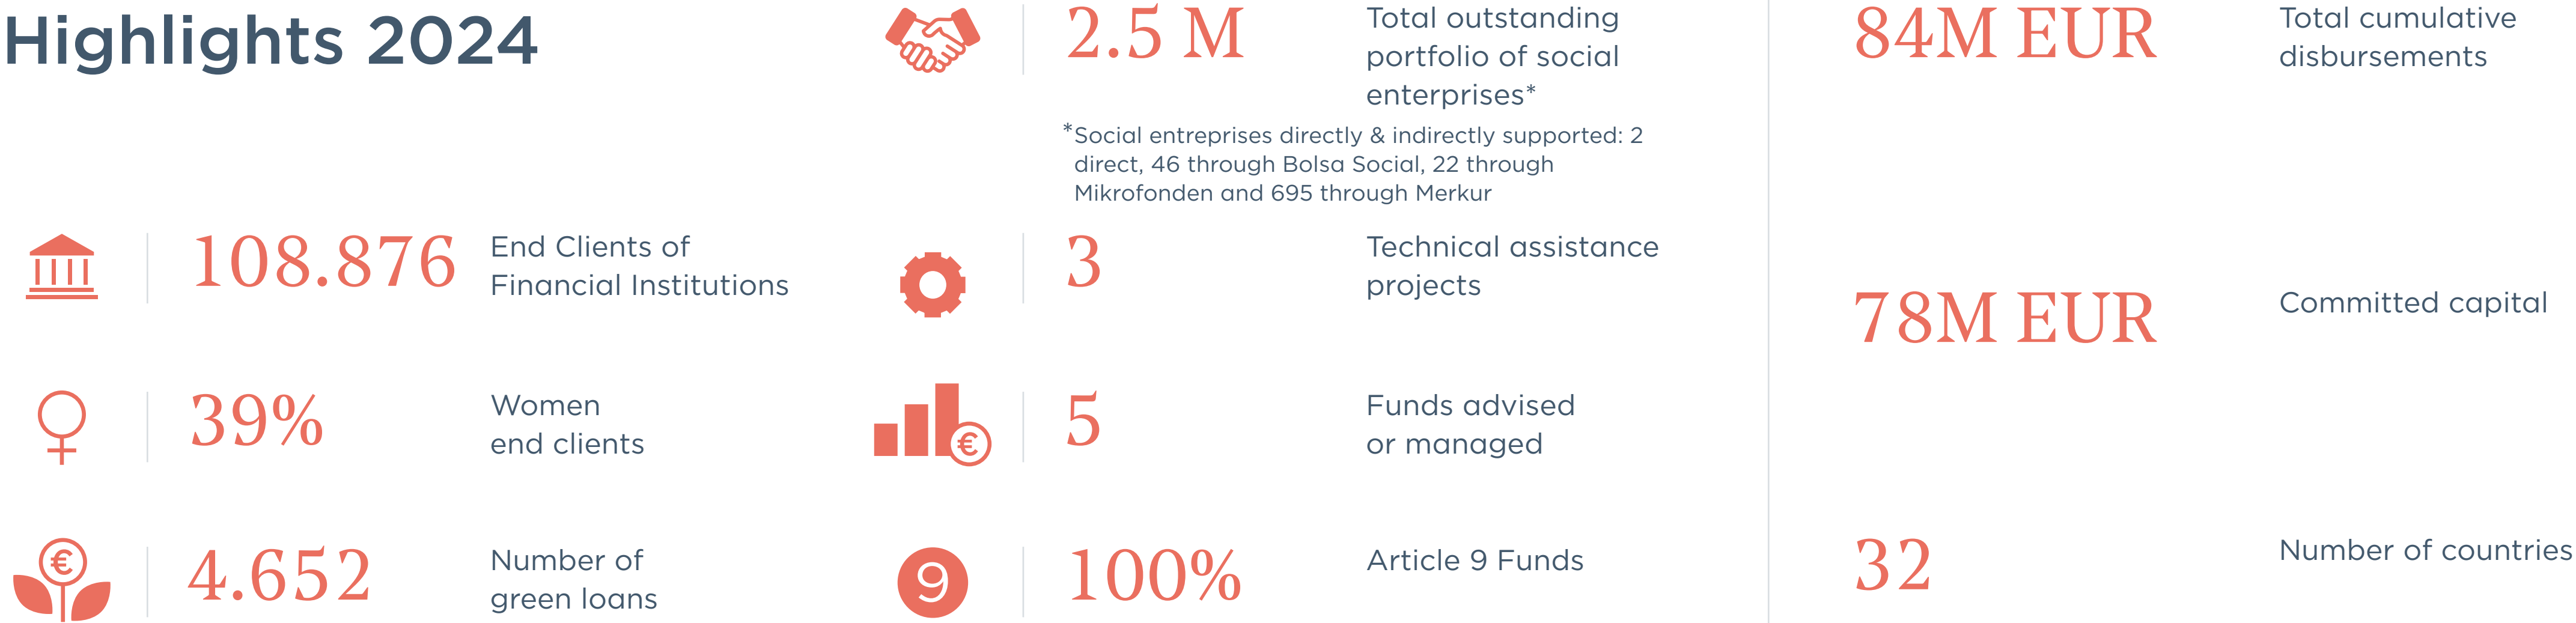 Highlights 2024
108.876
End Clients of
Financial Institutions
39%
Women
end clients
€
4.652
Number of
green loans
2.5 M
Total outstanding
portfolio of social
enterprises*
*Social entreprises directly & indirectly supported: 2
direct, 46 through Bolsa Social, 22 through
Mikrofonden and 695 through Merkur
3
Technical assistance
projects
€
5
Funds advised
or managed
9
100%
Article 9 Funds
84M EUR
Total cumulative
disbursements
78M EUR
Committed capital
32
Number of countries